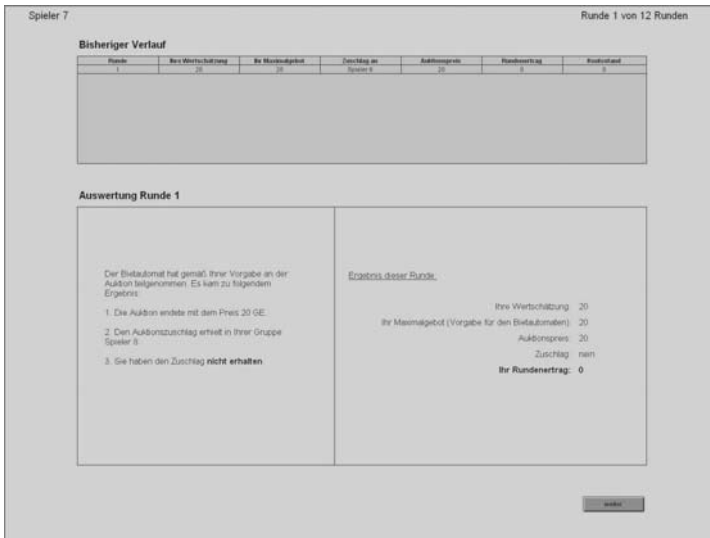 Spieler 7
Runde 1 von 12 Runden
Bisheriger Verlauf
Runde Ihre Wertschätzung Ihr Maximalgebot Zuschlag an Auktionspreis Rundenertrag Kontostand
1 20 20 Spieler 8 20 0 0
Auswertung Runde 1
Der Bietautomat hat gemäß Ihrer Vorgabe an der
Auktion teilgenommen. Es kam zu folgendem
Ergebnis:
1. Die Auktion endete mit dem Preis 20 GE.
2. Den Auktionszuschlag erhielt in Ihrer Gruppe
Spieler 8.
3. Sie haben den Zuschlag nicht erhalten
Ergebnis dieser Runde:
Ihre Wertschätzung: 20
Ihr Maximalgebot (Vorgabe für den Bietautomaten): 20
Auktionspreis: 20
Zuschlag: nein
Ihr Rundenertrag: 0
weiter